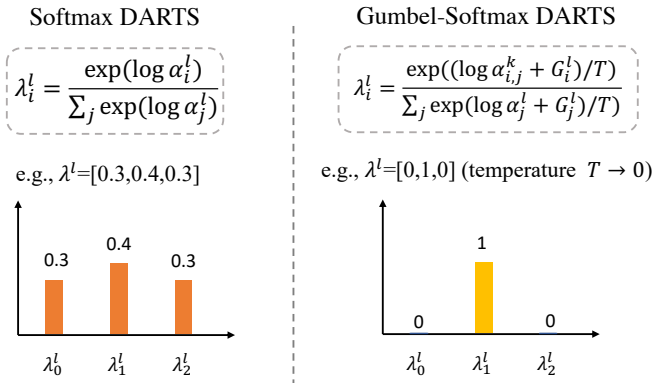 Softmax DARTS
λ_i^l = exp(log α_i^l) / ∑_j exp(log α_j^l)
e.g., λ^l=[0.3,0.4,0.3]
0.3 0.4 0.3
λ_0^l λ_1^l λ_2^l
Gumbel-Softmax DARTS
λ_i^l = exp((log α_{i,j}^k + G_i^l)/T) / ∑_j exp(log α_j^l + G_j^l)/T)
e.g., λ^l=[0,1,0] (temperature T → 0)
0 1 0
λ_0^l λ_1^l λ_2^l